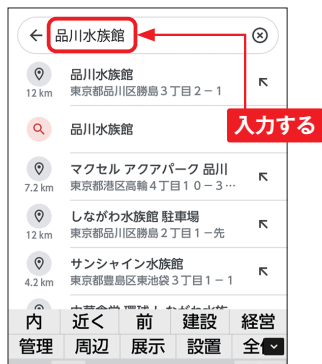 品川水族館
品川水族館
12 km 東京都品川区勝島3丁目2－1
品川水族館
入力する
マクセル アクアパーク 品川
7.2 km 東京都港区高輪4丁目10－3…
しながわ水族館 駐車場
12 km 東京都品川区勝島2丁目1－先
サンシャイン水族館
4.2 km 東京都豊島区東池袋3丁目1－1
内 近く 前 建設 経営
管理 周辺 展示 設置